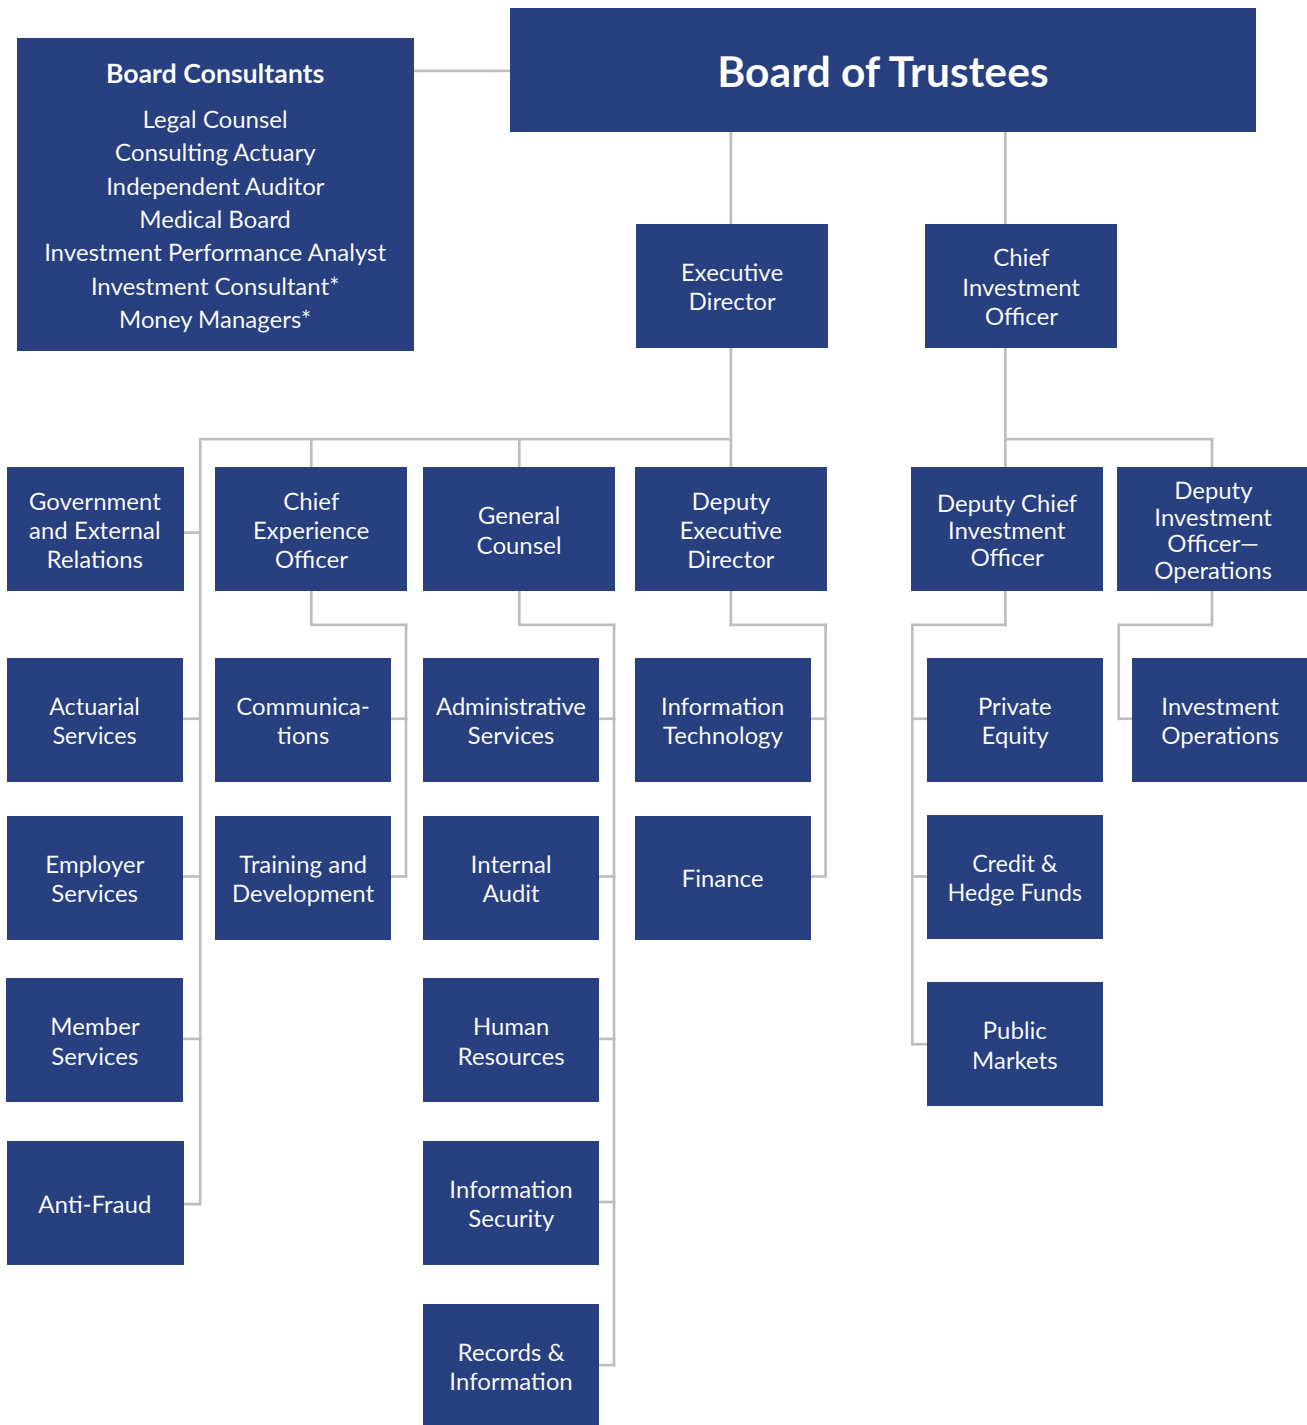 Board Consultants
Legal Counsel
Consulting Actuary
Independent Auditor
Medical Board
Investment Performance Analyst
Investment Consultant*
Money Managers*
Board of Trustees
Executive
Director
Chief
Investment
Officer
Government
and External
Relations
Chief
Experience
Officer
General
Counsel
Deputy
Executive
Director
Deputy Chief
Investment
Officer
Deputy
Investment
Officer—
Operations
Actuarial
Services
Communica-
tions
Administrative
Services
Information
Technology
Private
Equity
Investment
Operations
Employer
Services
Training and
Development
Internal
Audit
Finance
Credit &
Hedge Funds
Member
Services
Human
Resources
Public
Markets
Anti-Fraud
Information
Security
Records &
Information